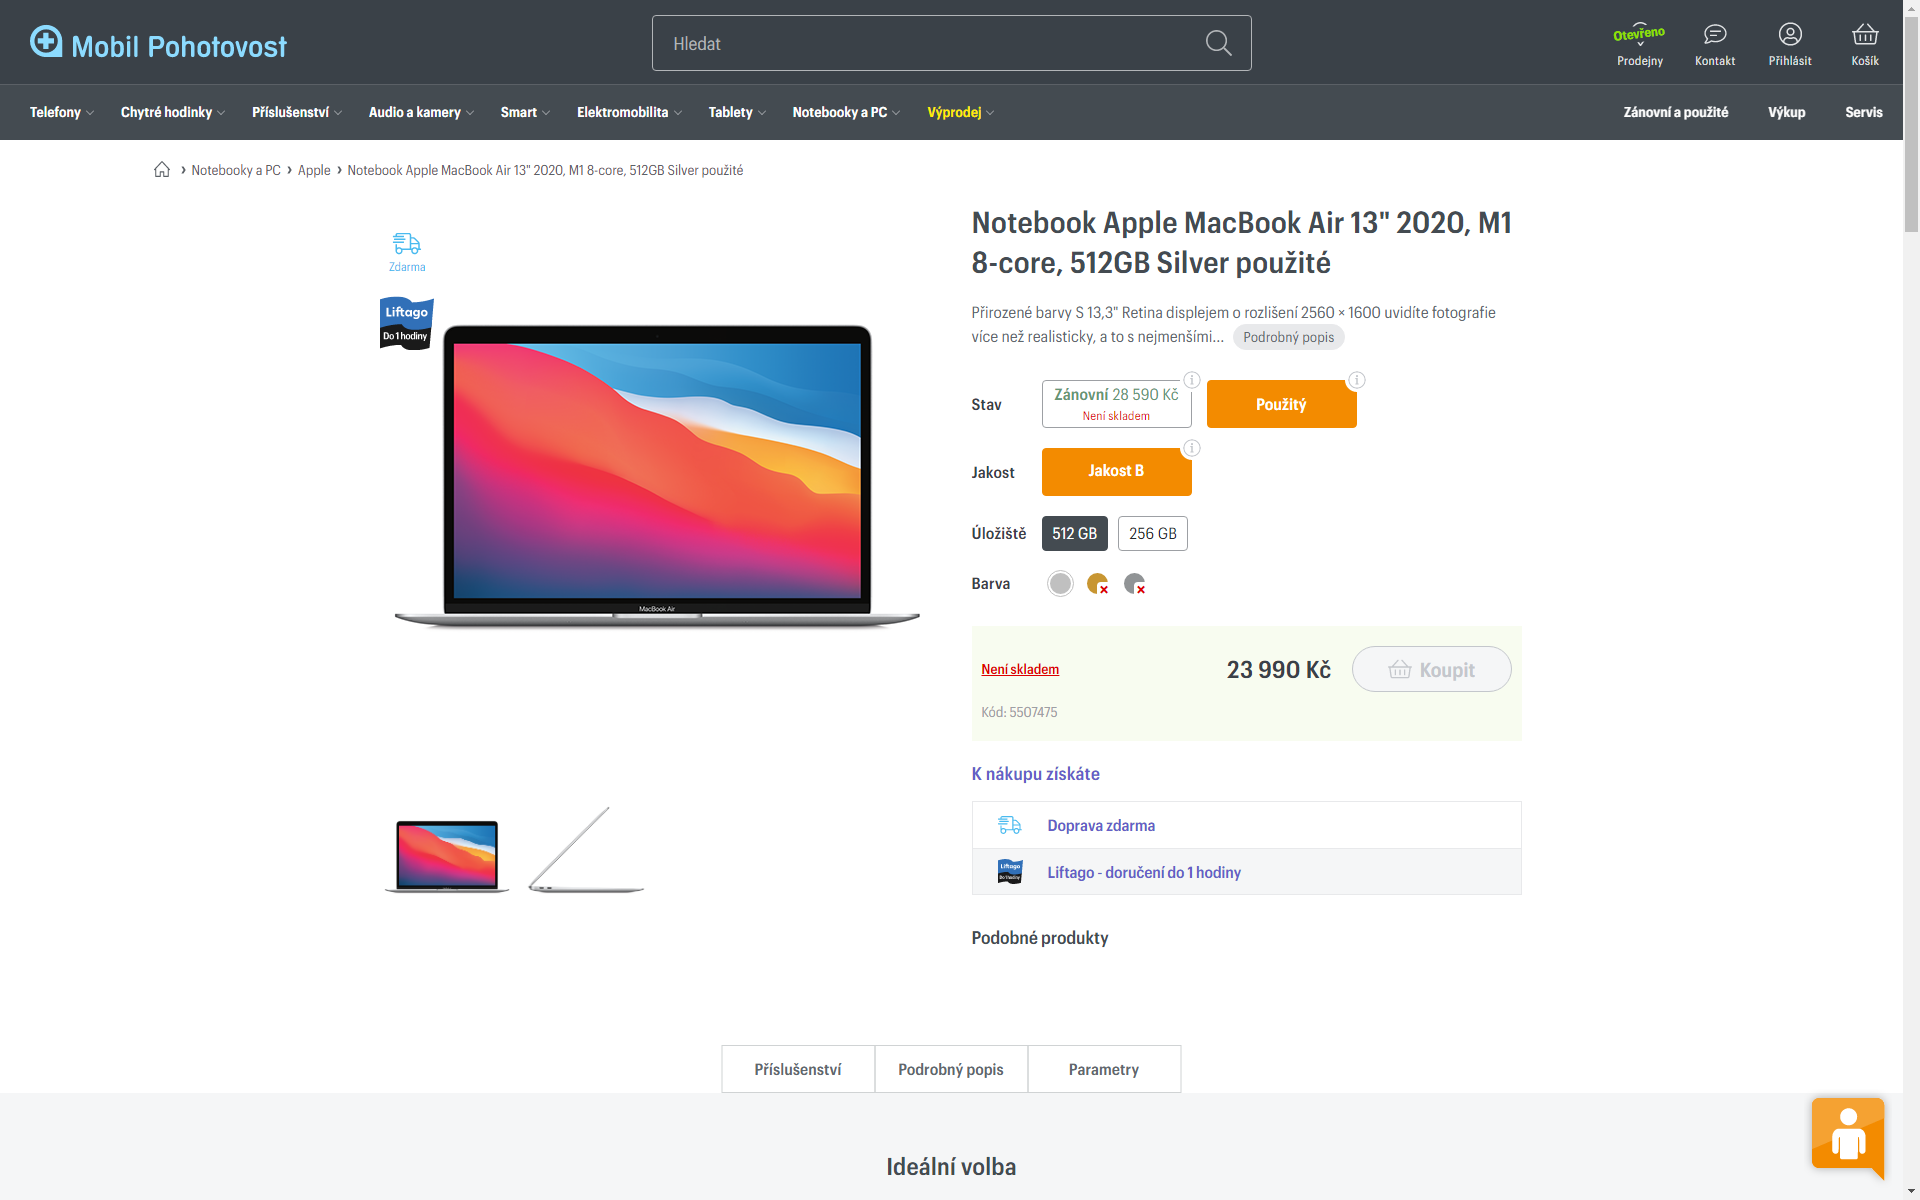 Mobil Pohotovost
Hledat
Otevřeno
Prodejny
Kontakt
Přihlásit
Košík
Telefony
Chytré hodinky
Příslušenství
Audio a kamery
Smart
Elektromobilita
Tablety
Notebooky a PC
Výprodej
Zánovní a použité
Výkup
Servis
Notebooky a PC › Apple › Notebook Apple MacBook Air 13" 2020, M1 8-core, 512GB Silver použité
Zdarma
Liftago
Do 1 hodiny
MacBook Air
Notebook Apple MacBook Air 13" 2020, M1
8-core, 512GB Silver použité
Přirozené barvy S 13,3" Retina displejem o rozlišení 2560 × 1600 uvidíte fotografie
více než realisticky, a to s nejmenšími... Podrobný popis
Stav
Zánovní 28 590 Kč
Není skladem
Použitý
Jakost
Jakost B
Úložiště
512 GB
256 GB
Barva
Není skladem
23 990 Kč
Koupit
Kód: 5507475
K nákupu získáte
Doprava zdarma
Liftago
Do 1 hodiny
Liftago - doručení do 1 hodiny
Podobné produkty
Příslušenství
Podrobný popis
Parametry
Ideální volba